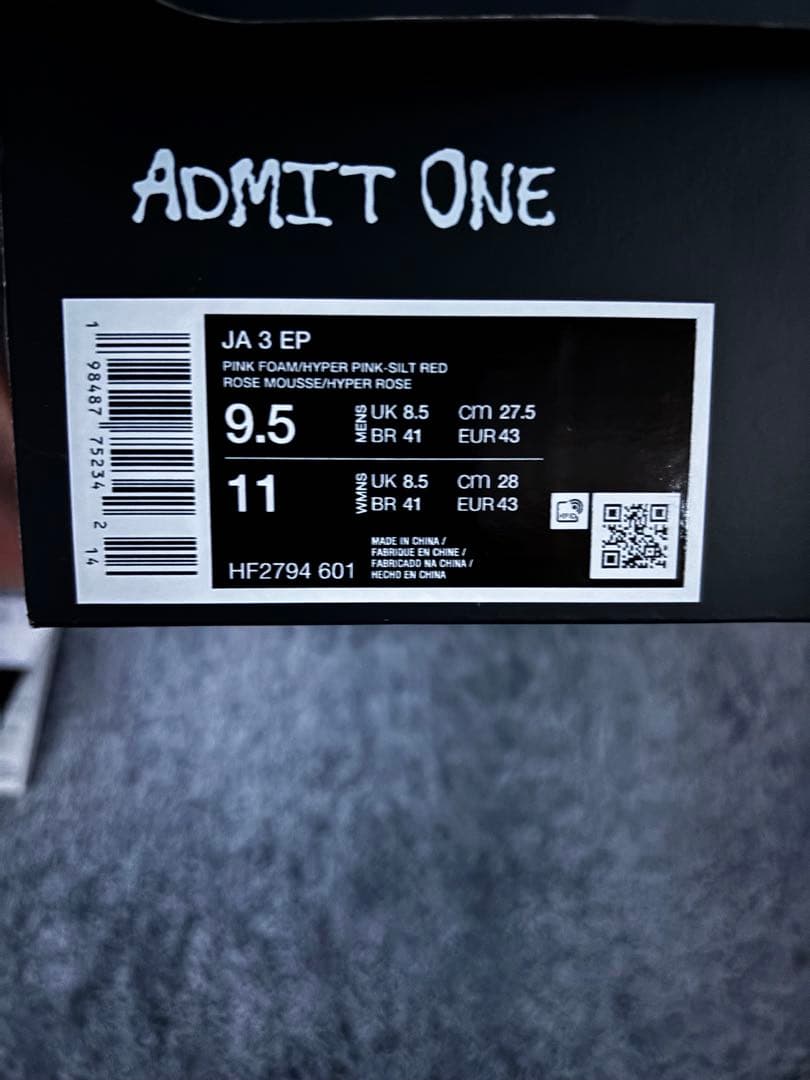 ADMIT ONE
JA 3 EP
PINK FOAM/HYPER PINK-SILT RED
ROSE MOUSSE/HYPER ROSE
9.5 MENS UK 8.5 cm 27.5
BR 41 EUR 43
11 WMNS UK 8.5 cm 28
BR 41 EUR 43
HF2794 601
MADE IN CHINA /
FABRIQUE EN CHINE /
FABRICADO NA CHINA /
HECHO EN CHINA
1 98487 75234 2 14